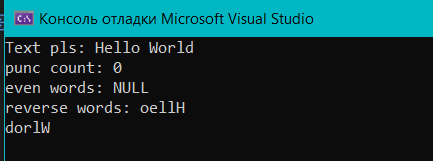 Консоль отладки Microsoft Visual Studio
Text pls: Hello World
punc count: 0
even words: NULL
reverse words: oellH
dorlW